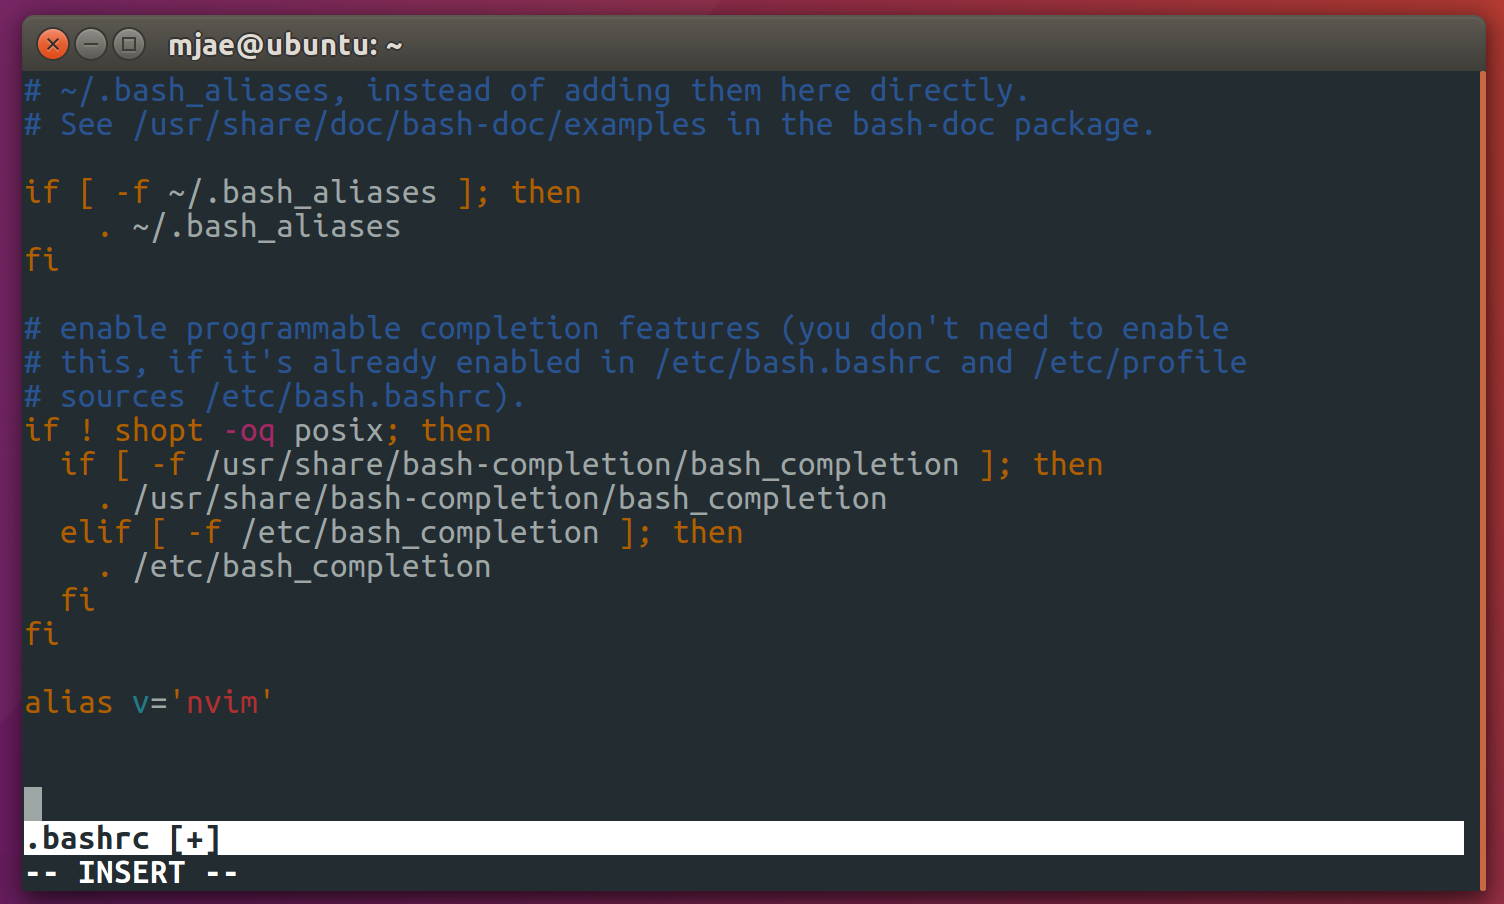 mjae@ubuntu: ~
# ~/.bash_aliases, instead of adding them here directly.
# See /usr/share/doc/bash-doc/examples in the bash-doc package.
if [ -f ~/.bash_aliases ]; then
    . ~/.bash_aliases
fi
# enable programmable completion features (you don't need to enable
# this, if it's already enabled in /etc/bash.bashrc and /etc/profile
# sources /etc/bash.bashrc).
if ! shopt -oq posix; then
  if [ -f /usr/share/bash-completion/bash_completion ]; then
    . /usr/share/bash-completion/bash_completion
  elif [ -f /etc/bash_completion ]; then
    . /etc/bash_completion
  fi
fi
alias v='nvim'
.bashrc [+]
-- INSERT --